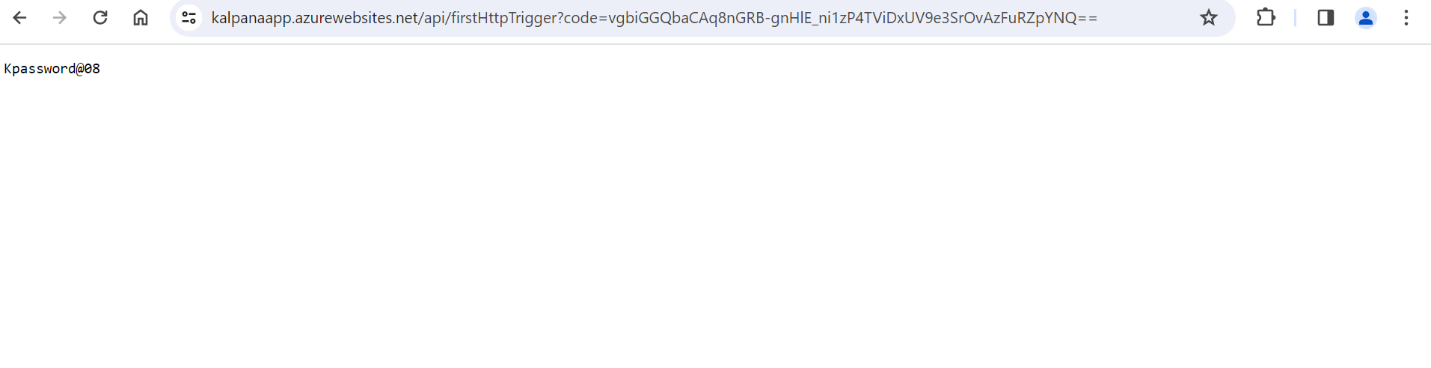 kalpanaapp.azurewebsites.net/api/firstHttpTrigger?code=vgbiGGQbaCAq8nGRB-gnHlE_ni1zP4TViDxUV9e3SrOvAzFuRZpYNQ==
Kpassword@08